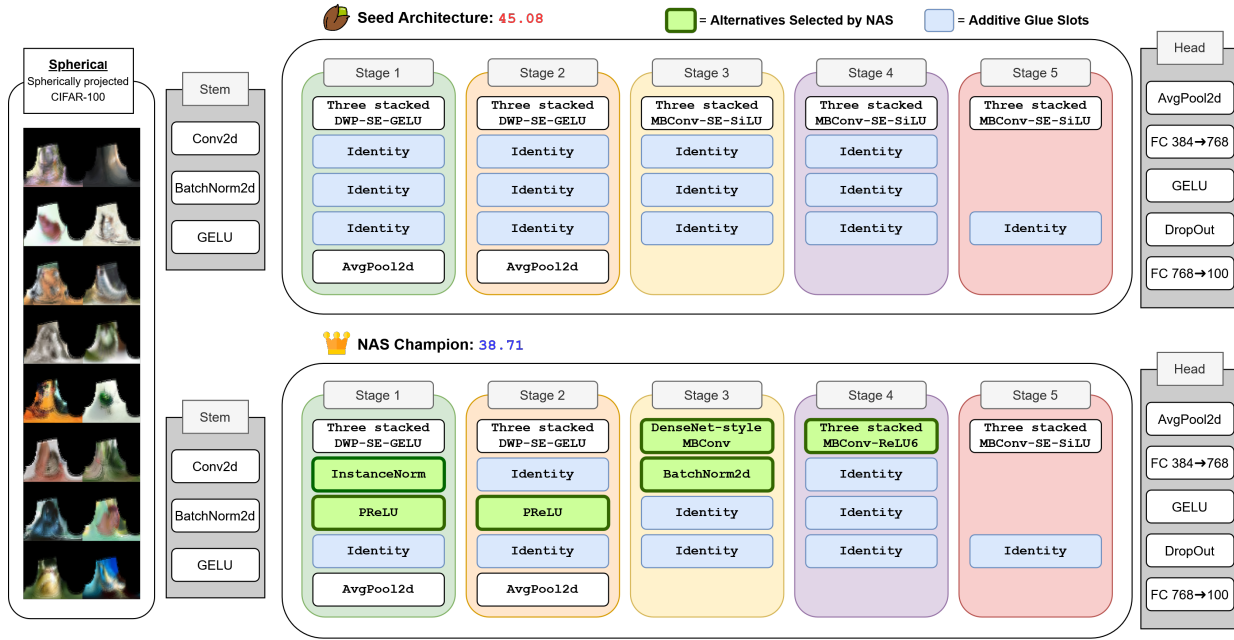 Seed Architecture: 45.08
= Alternatives Selected by NAS
= Additive Glue Slots
Spherical
Spherically projected
CIFAR-100
Stem
Conv2d
BatchNorm2d
GELU
Stage 1
Three stacked
DWP-SE-GELU
Identity
Identity
Identity
AvgPool2d
Stage 2
Three stacked
DWP-SE-GELU
Identity
Identity
Identity
AvgPool2d
Stage 3
Three stacked
MBConv-SE-SiLU
Identity
Identity
Identity
Stage 4
Three stacked
MBConv-SE-SiLU
Identity
Identity
Identity
Stage 5
Three stacked
MBConv-SE-SiLU
Identity
Head
AvgPool2d
FC 384➜768
GELU
DropOut
FC 768➜100
NAS Champion: 38.71
Stem
Conv2d
BatchNorm2d
GELU
Stage 1
Three stacked
DWP-SE-GELU
InstanceNorm
PReLU
Identity
AvgPool2d
Stage 2
Three stacked
DWP-SE-GELU
Identity
PReLU
Identity
AvgPool2d
Stage 3
DenseNet-style
MBConv
BatchNorm2d
Identity
Identity
Stage 4
Three stacked
MBConv-ReLU6
Identity
Identity
Identity
Stage 5
Three stacked
MBConv-SE-SiLU
Identity
Head
AvgPool2d
FC 384➜768
GELU
DropOut
FC 768➜100